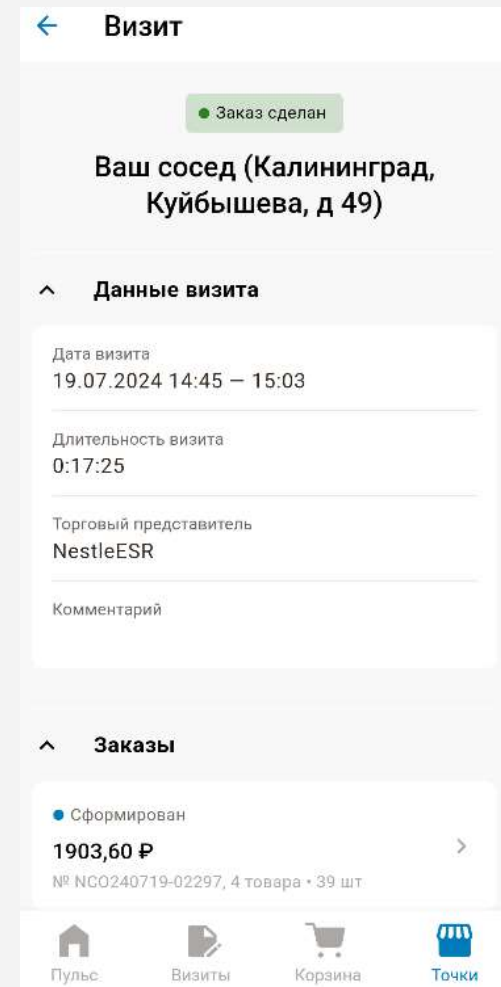 Визит
Заказ сделан
Ваш сосед (Калининград,
Куйбышева, д 49)
Данные визита
Дата визита
19.07.2024 14:45 — 15:03
Длительность визита
0:17:25
Торговый представитель
NestleESR
Комментарий
Заказы
Сформирован
1903,60 ₽
№ NCO240719-02297, 4 товара • 39 шт
Пульс
Визиты
Корзина
Точки